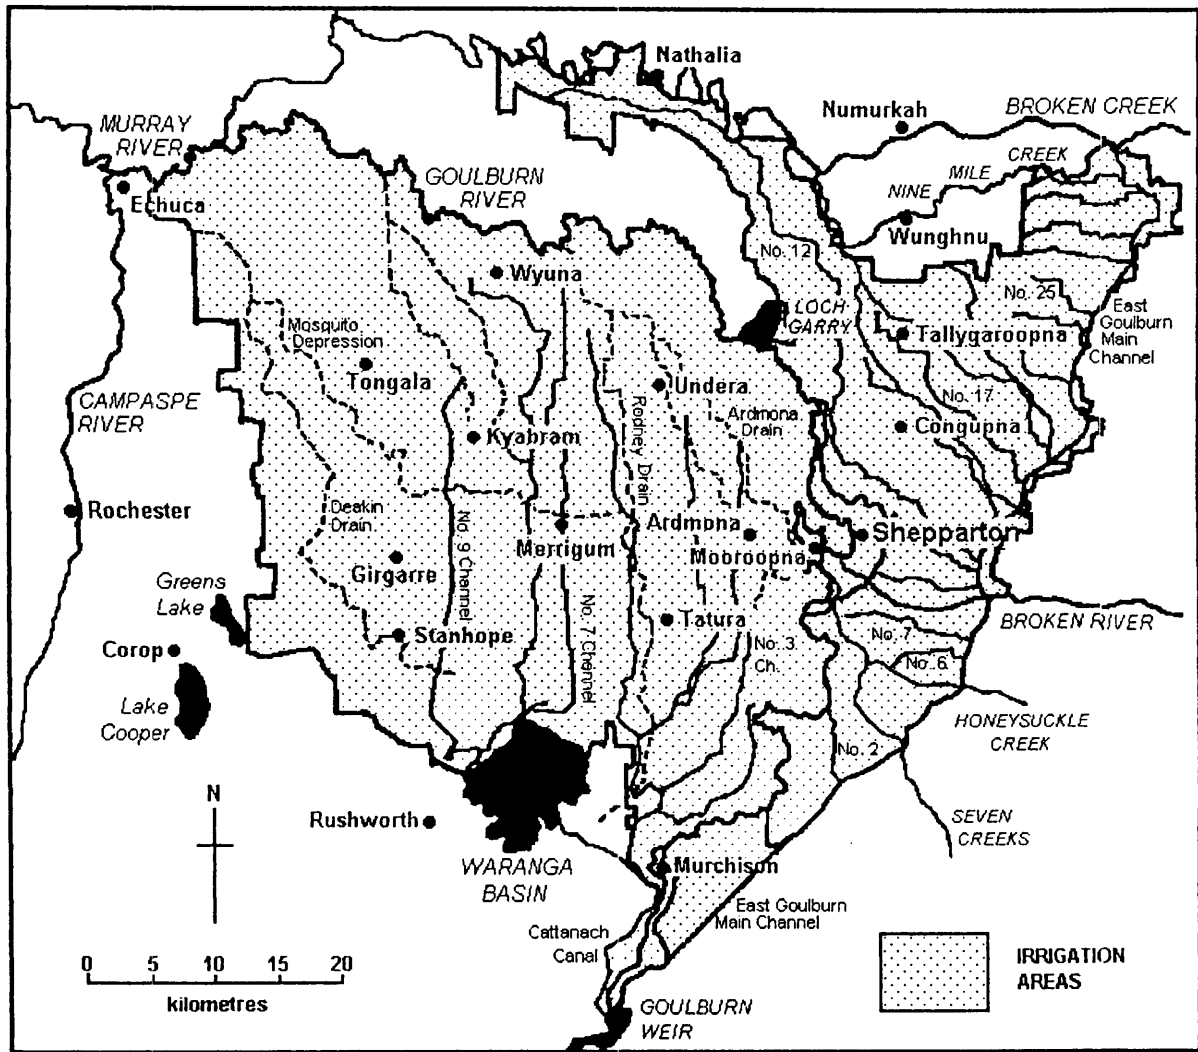 Nathalia
Numurkah
BROKEN CREEK
MURRAY
RIVER
CREEK
MILE
NINE
GOULBURN
RIVER
Echuca
Wunghnu
No. 12
Wyuna
No. 25
East
Goulburn
Main
Channel
LOCH
GARRY
Mosquito
Depression
Tallygaroopna
Tongala
Undera
CAMPASPE
RIVER
No. 17
Ardmona
Drain
Rodney Drain
Kyabram
Congupna
Rochester
Deakin
Drain
Ardmona
Shepparton
Merrigum
Mooroopna
No. 9 Channel
Girgarre
Greens
Lake
No. 7 Channel
Tatura
BROKEN RIVER
Stanhope
No. 7
No. 3
Ch.
Corop
No. 6
Lake
Cooper
HONEYSUCKLE
CREEK
No. 2
N
Rushworth
SEVEN
CREEKS
WARANGA
BASIN
Murchison
East Goulburn
Main Channel
Cattanach
Canal
0 5 10 15 20
kilometres
IRRIGATION
AREAS
GOULBURN
WEIR